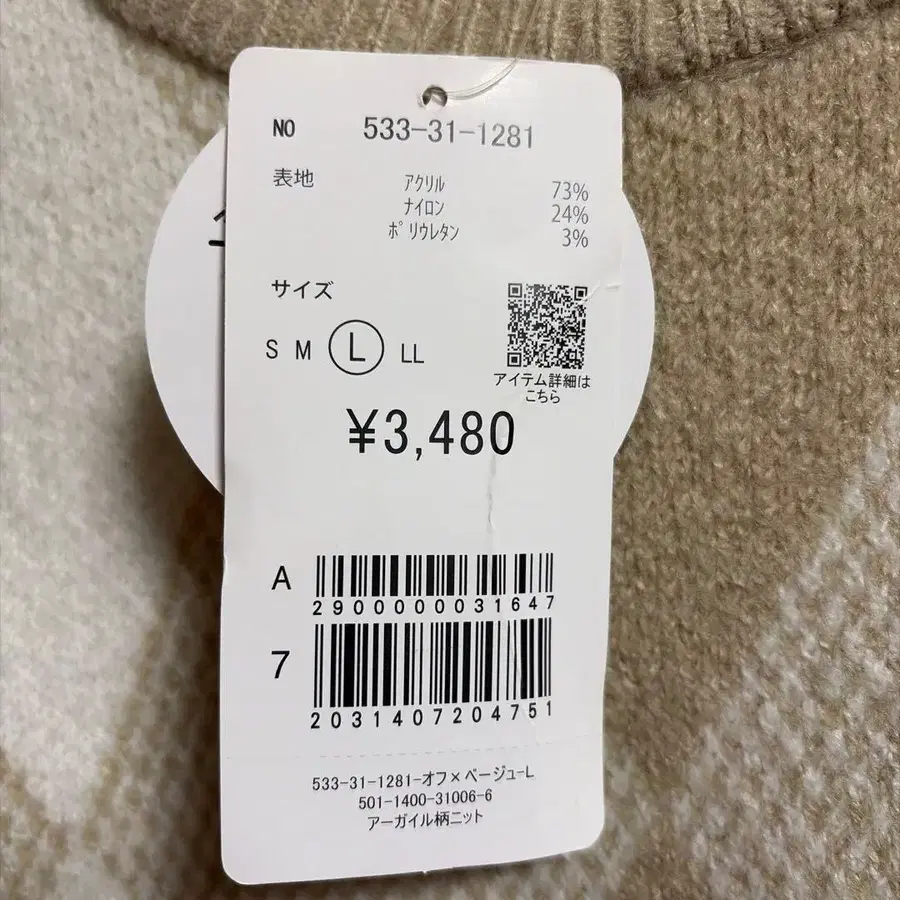 NO 533-31-1281
表地 アクリル 73%
ナイロン 24%
ポリウレタン 3%
サイズ
S M L LL
アイテム詳細は
こちら
¥3,480
A
2900000031647
7
2031407204751
533-31-1281-オフ×ベージュ-L
501-1400-31006-6
アーガイル柄ニット